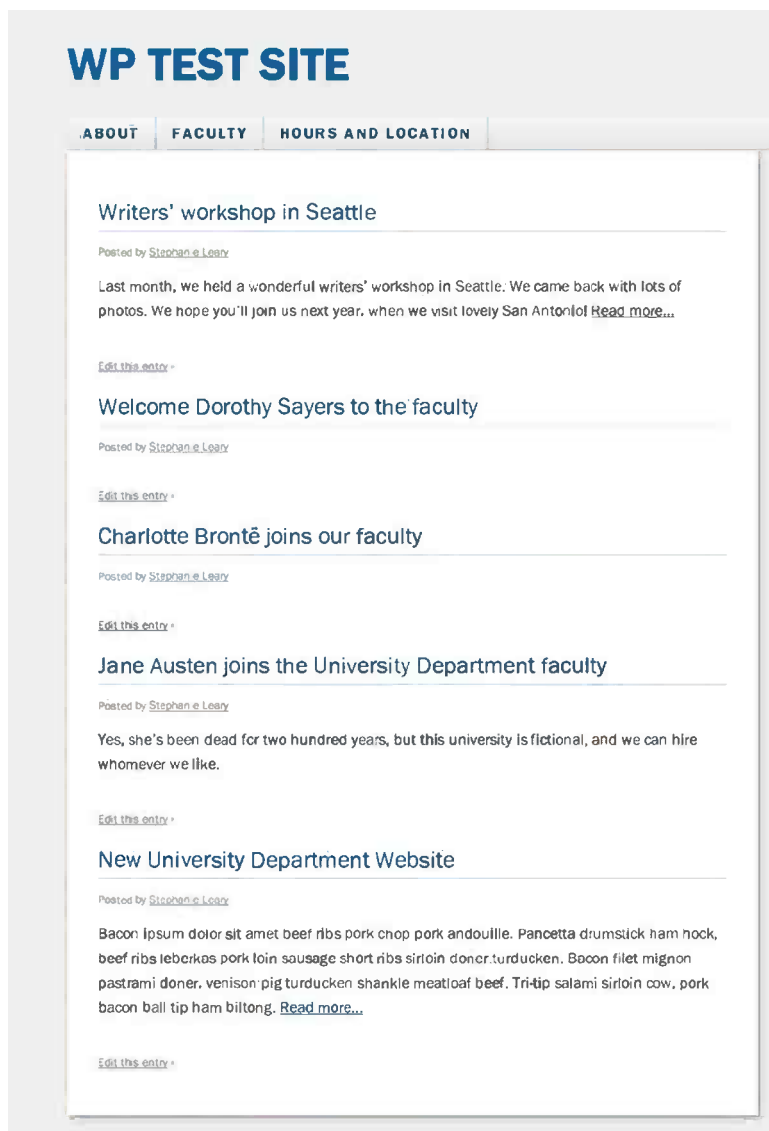 WP TEST SITE
ABOUT FACULTY HOURS AND LOCATION
Writers' workshop in Seattle
Posted by Stephanie Leary
Last month, we held a wonderful writers' workshop in Seattle. We came back with lots of
photos. We hope you'll join us next year, when we visit lovely San Antonio! Read more...
Edit this entry »
Welcome Dorothy Sayers to the faculty
Posted by Stephanie Leary
Edit this entry »
Charlotte Brontë joins our faculty
Posted by Stephanie Leary
Edit this entry »
Jane Austen joins the University Department faculty
Posted by Stephanie Leary
Yes, she's been dead for two hundred years, but this university is fictional, and we can hire
whomever we like.
Edit this entry »
New University Department Website
Posted by Stephanie Leary
Bacon ipsum dolor sit amet beef ribs pork chop pork andouille. Pancetta drumstick ham hock,
beef ribs leberkas pork loin sausage short ribs sirloin doner turducken. Bacon filet mignon
pastrami doner, venison pig turducken shankle meatloaf beef. Tri-tip salami sirloin cow, pork
bacon ball tip ham biltong. Read more...
Edit this entry »